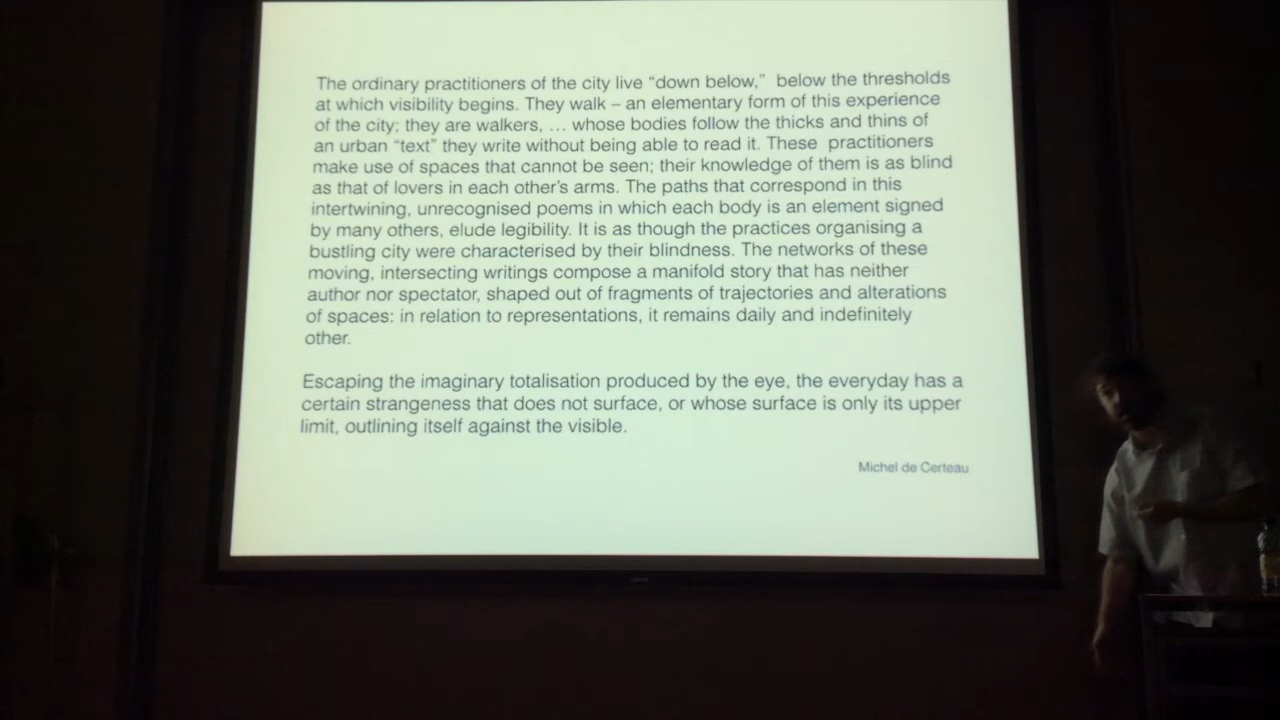 The ordinary practitioners of the city live “down below,”  below the thresholds
at which visibility begins. They walk – an elementary form of this experience
of the city; they are walkers, … whose bodies follow the thicks and thins of
an urban “text” they write without being able to read it. These  practitioners
make use of spaces that cannot be seen; their knowledge of them is as blind
as that of lovers in each other’s arms. The paths that correspond in this
intertwining, unrecognised poems in which each body is an element signed
by many others, elude legibility. It is as though the practices organising a
bustling city were characterised by their blindness. The networks of these
moving, intersecting writings compose a manifold story that has neither
author nor spectator, shaped out of fragments of trajectories and alterations
of spaces: in relation to representations, it remains daily and indefinitely
other.
Escaping the imaginary totalisation produced by the eye, the everyday has a
certain strangeness that does not surface, or whose surface is only its upper
limit, outlining itself against the visible.
Michel de Certeau